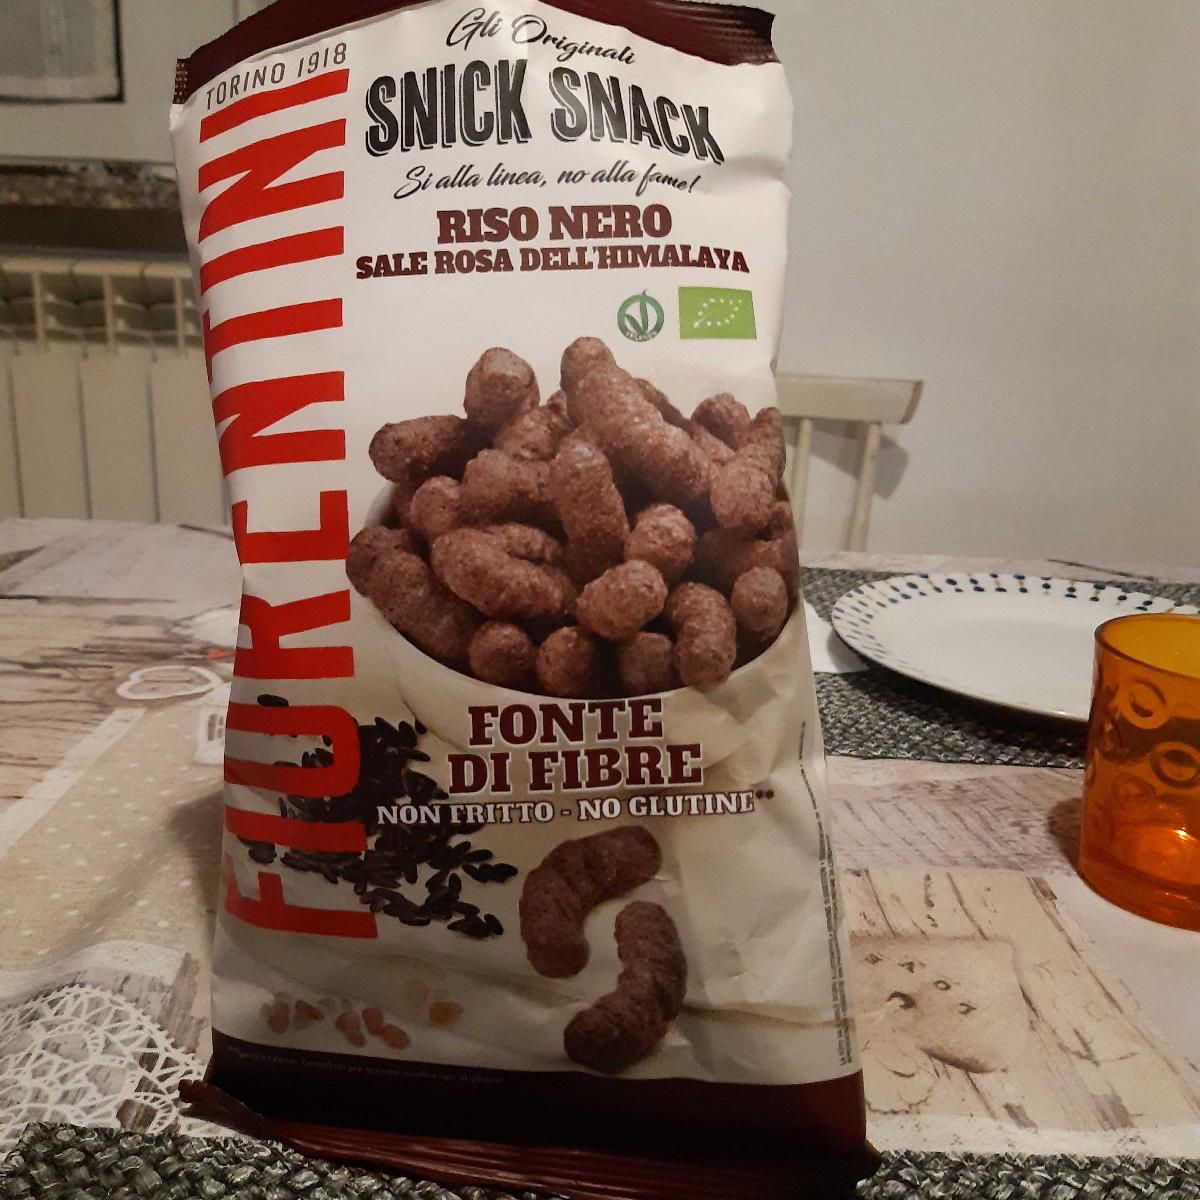 TORINO 1918
FIORENTINI
Gli Originali
SNICK SNACK
Si alla linea, no alla fame!
RISO NERO
SALE ROSA DELL'HIMALAYA
FONTE
DI FIBRE
NON FRITTO - NO GLUTINE**